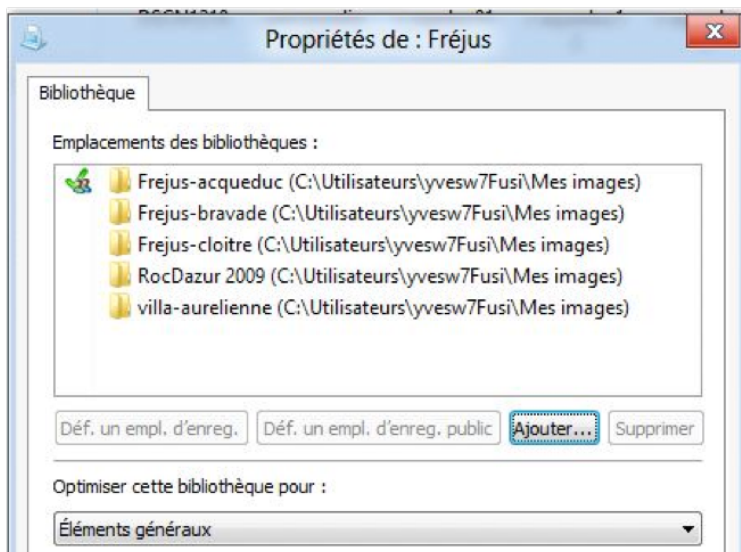 Propriétés de : Fréjus
Bibliothèque
Emplacements des bibliothèques :
Frejus-acqueduc (C:\Utilisateurs\yvesw7Fusi\Mes images)
Frejus-bravade (C:\Utilisateurs\yvesw7Fusi\Mes images)
Frejus-cloitre (C:\Utilisateurs\yvesw7Fusi\Mes images)
RocDazur 2009 (C:\Utilisateurs\yvesw7Fusi\Mes images)
villa-aurelienne (C:\Utilisateurs\yvesw7Fusi\Mes images)
Déf. un empl. d'enreg. Déf. un empl. d'enreg. public Ajouter... Supprimer
Optimiser cette bibliothèque pour :
Éléments généraux